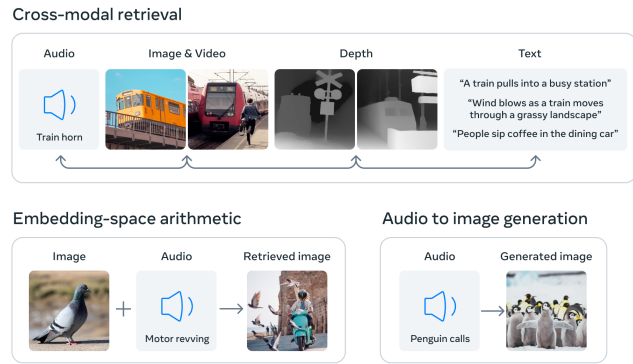 Cross-modal retrieval
Audio
Image & Video
Depth
Text
Train horn
“A train pulls into a busy station”
“Wind blows as a train moves
through a grassy landscape”
“People sip coffee in the dining car”
Embedding-space arithmetic
Image
Audio
Retrieved image
Motor revving
Audio to image generation
Audio
Generated image
Penguin calls